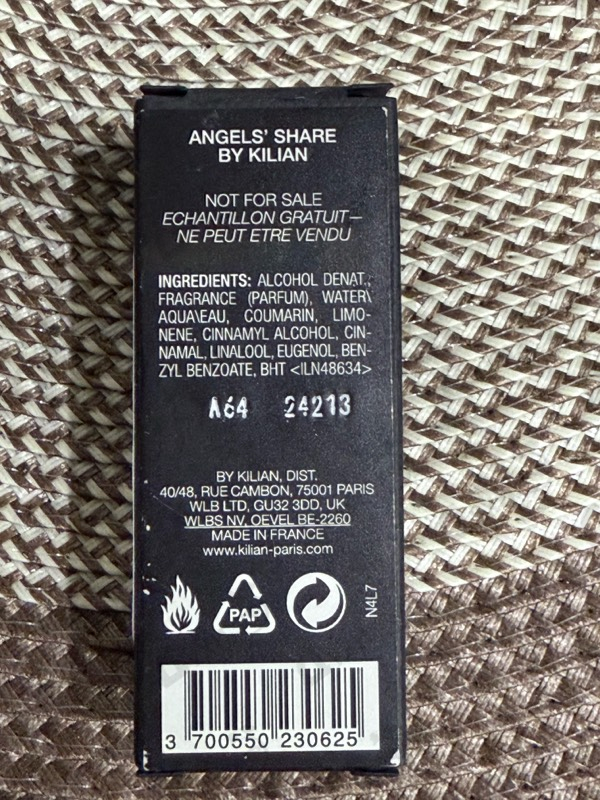 ANGELS' SHARE
BY KILIAN
NOT FOR SALE
ECHANTILLON GRATUIT—
NE PEUT ETRE VENDU
INGREDIENTS: ALCOHOL DENAT.,
FRAGRANCE (PARFUM), WATER\
AQUA\EAU, COUMARIN, LIMO-
NENE, CINNAMYL ALCOHOL, CIN-
NAMAL, LINALOOL, EUGENOL, BEN-
ZYL BENZOATE, BHT <ILN48634>
A64 24213
BY KILIAN, DIST.
40/48, RUE CAMBON, 75001 PARIS
WLB LTD, GU32 3DD, UK
WLBS NV, OEVEL BE-2260
MADE IN FRANCE
www.kilian-paris.com
PAP
N4L7
3 700550 230625